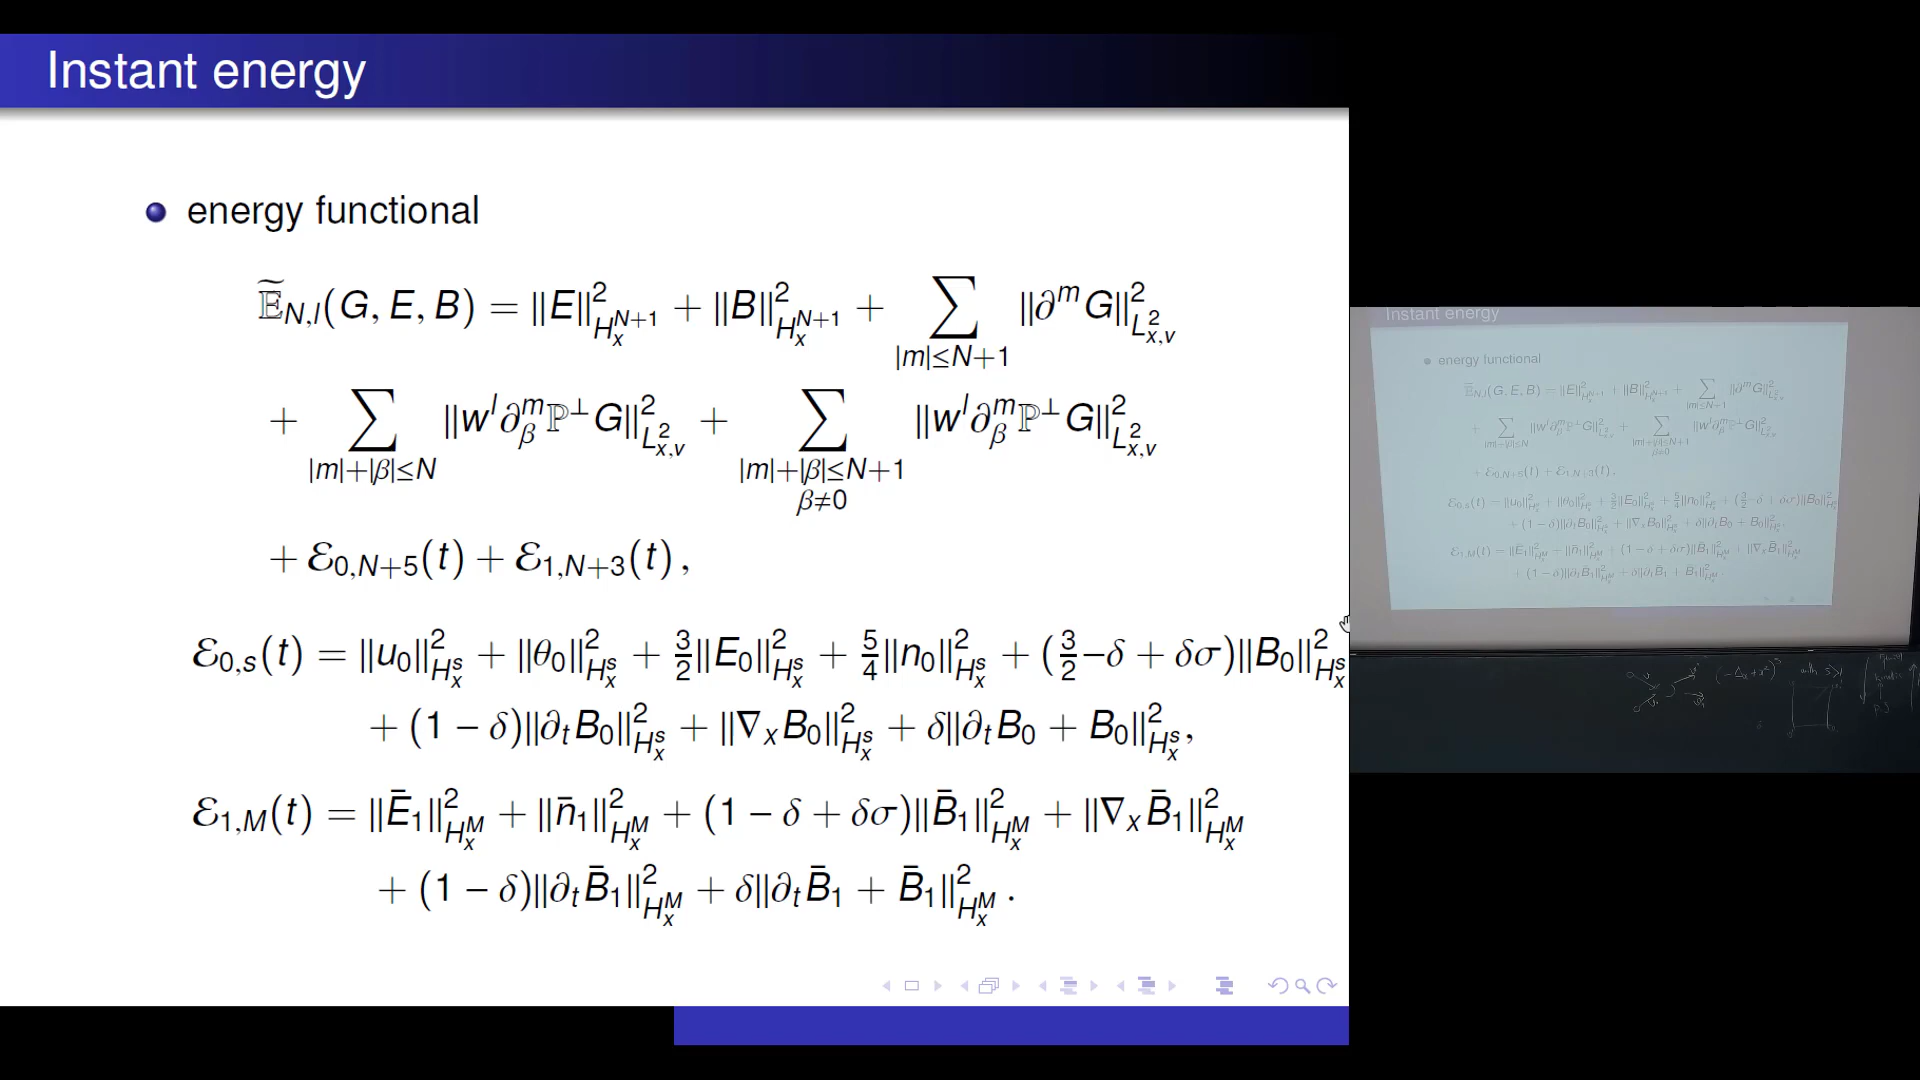 Instant energy
energy functional
$\widetilde{\mathbb{E}}_{N,l}(G, E, B) = \|E\|^2_{H^{N+1}_x} + \|B\|^2_{H^{N+1}_x} + \sum_{|m|\leq N+1} \|\partial^m G\|^2_{L^2_{x,v}}$
$+ \sum_{|m|+|\beta|\leq N} \|w^l \partial^m_\beta \mathbb{P}^\perp G\|^2_{L^2_{x,v}} + \sum_{|m|+|\beta|\leq N+1, \beta\neq 0} \|w^l \partial^m_\beta \mathbb{P}^\perp G\|^2_{L^2_{x,v}}$
$+ \mathcal{E}_{0,N+5}(t) + \mathcal{E}_{1,N+3}(t),$
$\mathcal{E}_{0,s}(t) = \|u_0\|^2_{H^s_x} + \|\theta_0\|^2_{H^s_x} + \frac{3}{2}\|E_0\|^2_{H^s_x} + \frac{5}{4}\|n_0\|^2_{H^s_x} + (\frac{3}{2} - \delta + \delta\sigma)\|B_0\|^2_{H^s_x}$
$+ (1 - \delta)\|\partial_t B_0\|^2_{H^s_x} + \|\nabla_x B_0\|^2_{H^s_x} + \delta\|\partial_t B_0 + B_0\|^2_{H^s_x},$
$\mathcal{E}_{1,M}(t) = \|\bar{E}_1\|^2_{H^M_x} + \|\bar{n}_1\|^2_{H^M_x} + (1 - \delta + \delta\sigma)\|\bar{B}_1\|^2_{H^M_x} + \|\nabla_x \bar{B}_1\|^2_{H^M_x}$
$+ (1 - \delta)\|\partial_t \bar{B}_1\|^2_{H^M_x} + \delta\|\partial_t \bar{B}_1 + \bar{B}_1\|^2_{H^M_x}.$
Instant energy
energy functional